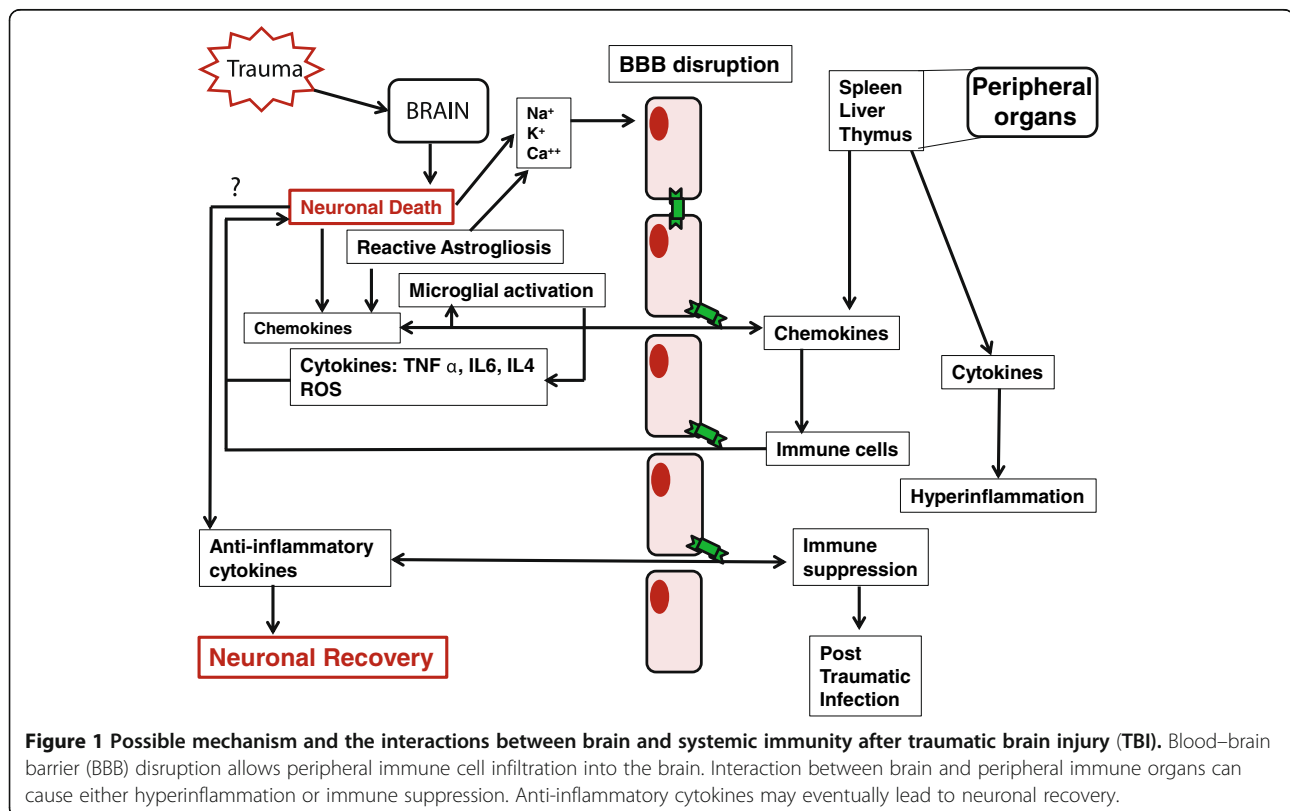 Trauma
BRAIN
BBB disruption
Na⁺
K⁺
Ca⁺⁺
Spleen
Liver
Thymus
Peripheral
organs
?
Neuronal Death
Reactive Astrogliosis
Microglial activation
Chemokines
Chemokines
Cytokines: TNF α, IL6, IL4
ROS
Cytokines
Immune cells
Hyperinflammation
Anti-inflammatory
cytokines
Immune
suppression
Neuronal Recovery
Post
Traumatic
Infection
Figure 1 Possible mechanism and the interactions between brain and systemic immunity after traumatic brain injury (TBI). Blood–brain
barrier (BBB) disruption allows peripheral immune cell infiltration into the brain. Interaction between brain and peripheral immune organs can
cause either hyperinflammation or immune suppression. Anti-inflammatory cytokines may eventually lead to neuronal recovery.